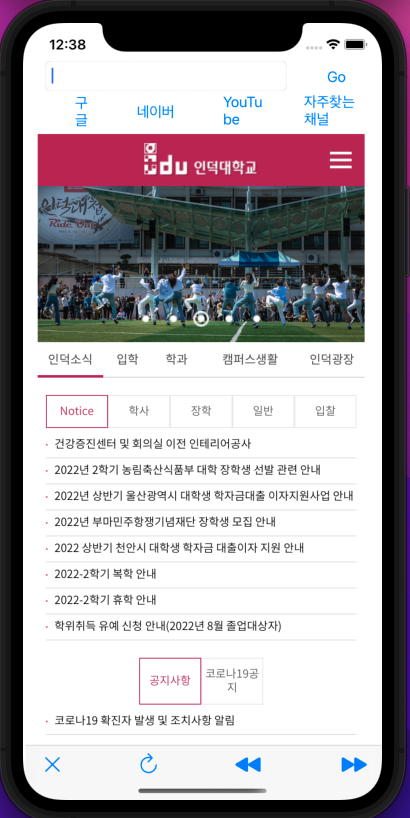 12:38
Go
구
글
네이버
YouTu
be
자주찾는
채널
du 인덕대학교
Ride
인덕소식 입학 학과 캠퍼스생활 인덕광장
Notice 학사 장학 일반 입찰
· 건강증진센터 및 회의실 이전 인테리어공사
· 2022년 2학기 농림축산식품부 대학 장학생 선발 관련 안내
· 2022년 상반기 울산광역시 대학생 학자금대출 이자지원사업 안내
· 2022년 부마민주항쟁기념재단 장학생 모집 안내
· 2022 상반기 천안시 대학생 학자금 대출이자 지원 안내
· 2022-2학기 복학 안내
· 2022-2학기 휴학 안내
· 학위취득 유예 신청 안내(2022년 8월 졸업대상자)
공지사항
코로나19공
지
· 코로나19 확진자 발생 및 조치사항 알림